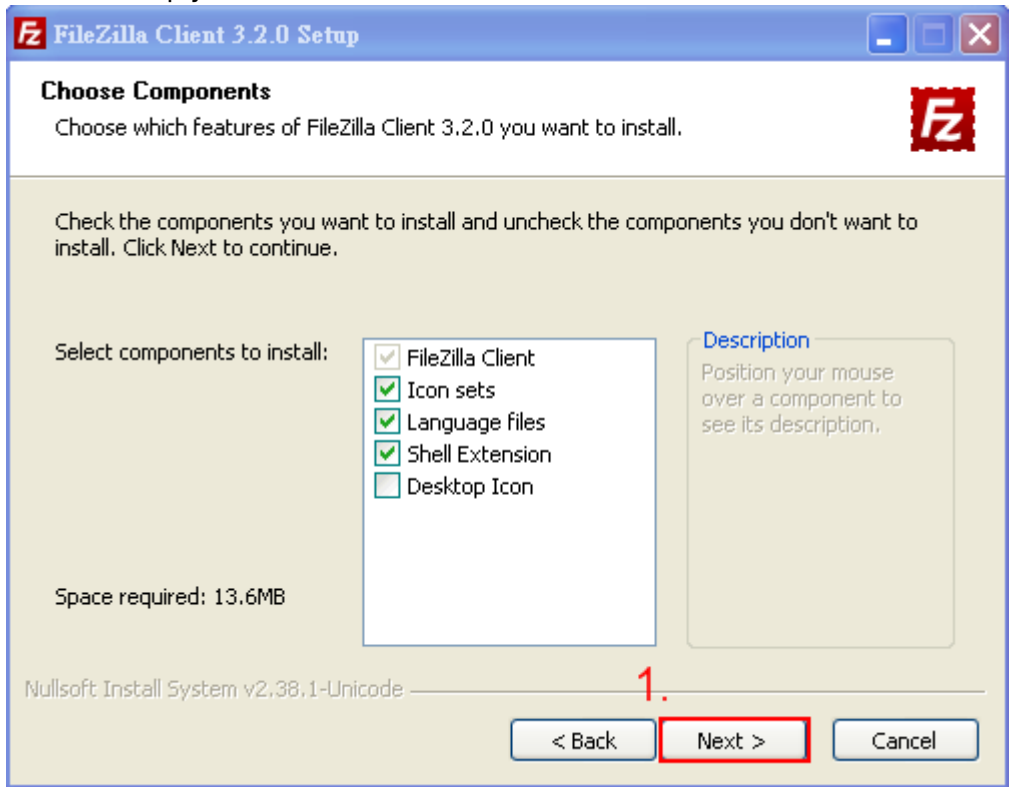 FileZilla Client 3.2.0 Setup
Choose Components
Choose which features of FileZilla Client 3.2.0 you want to install.
Fz
Check the components you want to install and uncheck the components you don't want to
install. Click Next to continue.
Select components to install:
FileZilla Client
Icon sets
Language files
Shell Extension
Desktop Icon
Description
Position your mouse
over a component to
see its description.
Space required: 13.6MB
Nullsoft Install System v2.38.1-Unicode
1.
< Back
Next >
Cancel